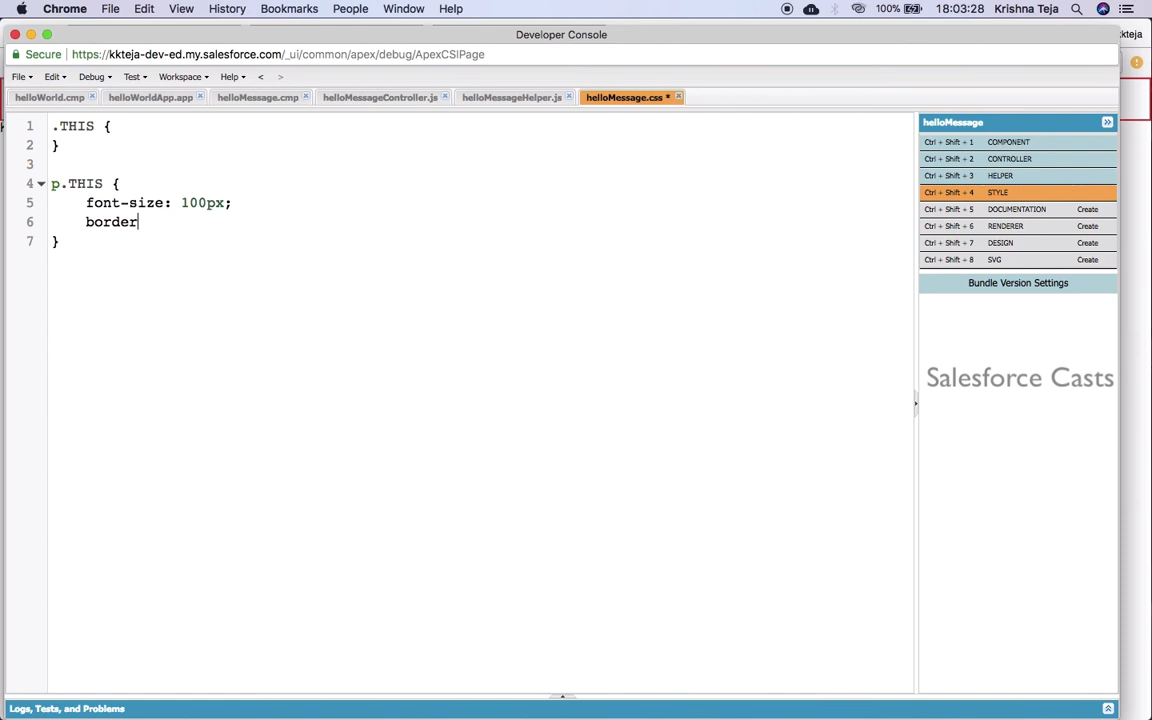 Chrome File Edit View History Bookmarks People Window Help 100% 18:03:28 Krishna Teja
Developer Console
kkteja
Secure https://kkteja-dev-ed.my.salesforce.com/_ui/common/apex/debug/ApexCSIPage
File Edit Debug Test Workspace Help < >
helloWorld.cmp helloWorldApp.app helloMessage.cmp helloMessageController.js helloMessageHelper.js helloMessage.css *
1 .THIS {
2 }
3
4 p.THIS {
5 font-size: 100px;
6 border
7 }
helloMessage
Ctrl + Shift + 1 COMPONENT
Ctrl + Shift + 2 CONTROLLER
Ctrl + Shift + 3 HELPER
Ctrl + Shift + 4 STYLE
Ctrl + Shift + 5 DOCUMENTATION Create
Ctrl + Shift + 6 RENDERER Create
Ctrl + Shift + 7 DESIGN Create
Ctrl + Shift + 8 SVG Create
Bundle Version Settings
Salesforce Casts
Logs, Tests, and Problems